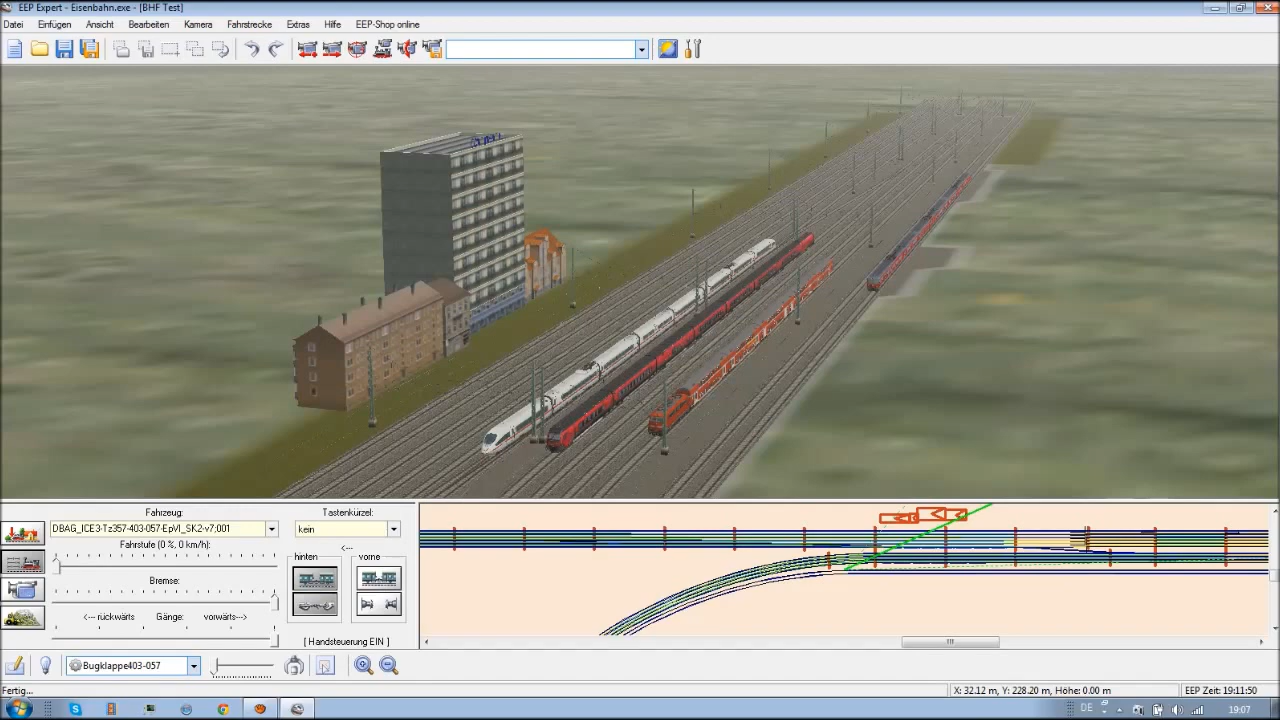 EEP Expert - Eisenbahn.exe - [BHF Test]
Datei Einfügen Ansicht Bearbeiten Kamera Fahrstrecke Extras Hilfe EEP-Shop online
Fahrzeug:
DBAG_ICE3-Tz357-403-057-EpVI_SK2-v7:001
Fahrstufe (0 %, 0 km/h):
Bremse:
<--- rückwärts Gänge: vorwärts--->
Tastenkürzel:
kein
<---
hinten vorne
[ Handsteuerung EIN ]
Bugklappe403-057
Fertig...
X: 32.12 m, Y: 228.20 m, Höhe: 0.00 m
EEP Zeit: 19:11:50
DE
19:07